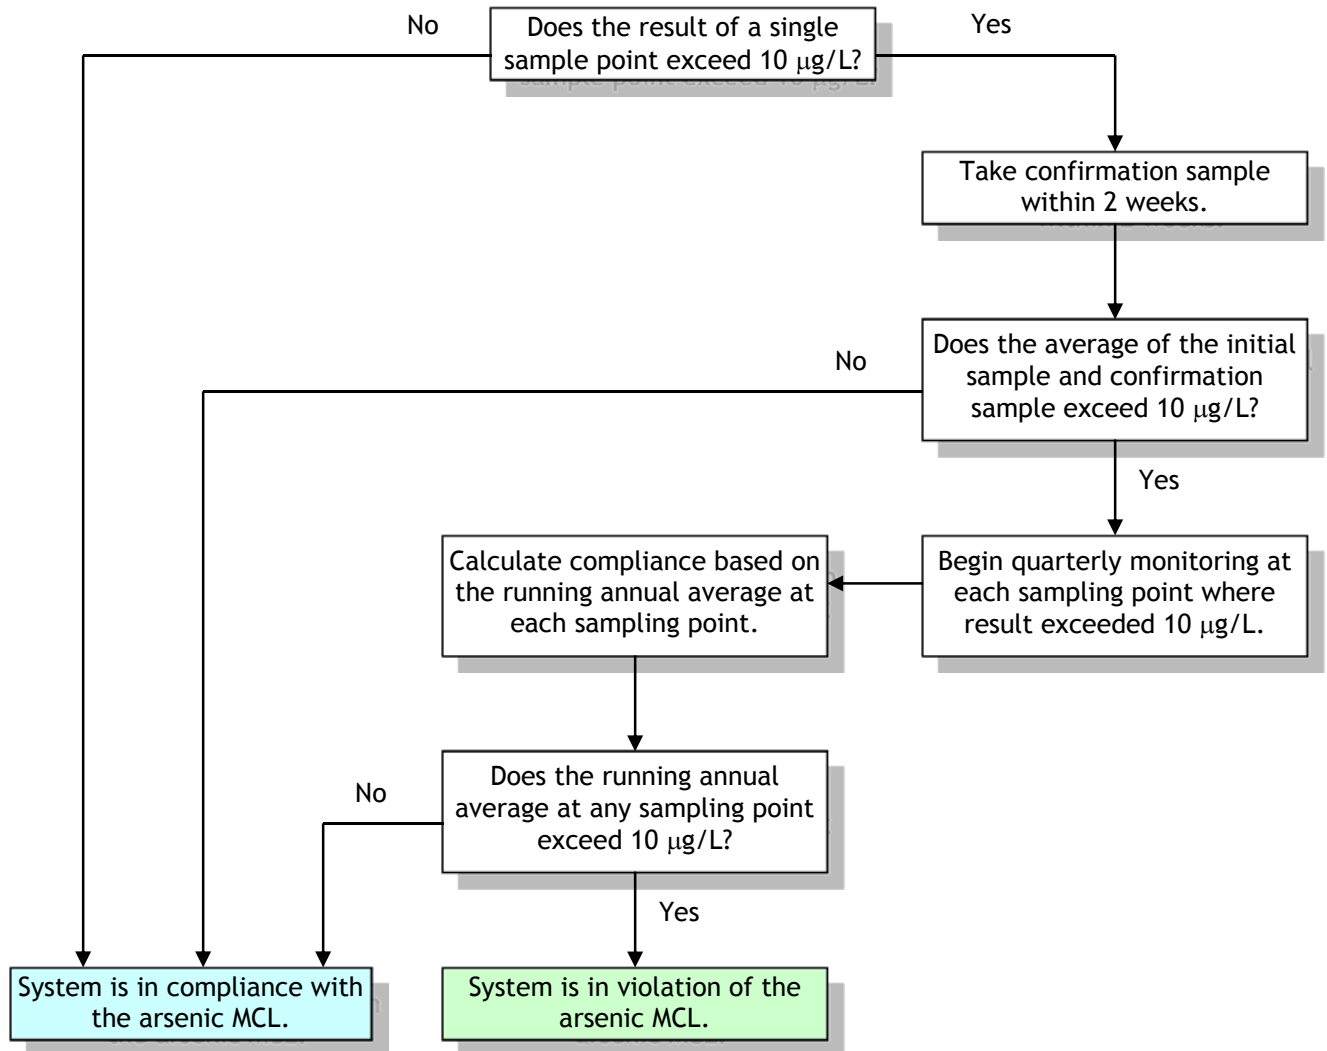 No
Does the result of a single
sample point exceed 10 μg/L?
Yes
Take confirmation sample
within 2 weeks.
No
Does the average of the initial
sample and confirmation
sample exceed 10 μg/L?
Yes
Calculate compliance based on
the running annual average at
each sampling point.
Begin quarterly monitoring at
each sampling point where
result exceeded 10 μg/L.
No
Does the running annual
average at any sampling point
exceed 10 μg/L?
Yes
System is in compliance with
the arsenic MCL.
System is in violation of the
arsenic MCL.